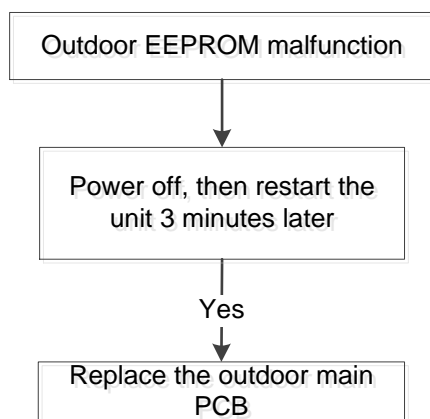 Outdoor EEPROM malfunction
Power off, then restart the
unit 3 minutes later
Yes
Replace the outdoor main
PCB